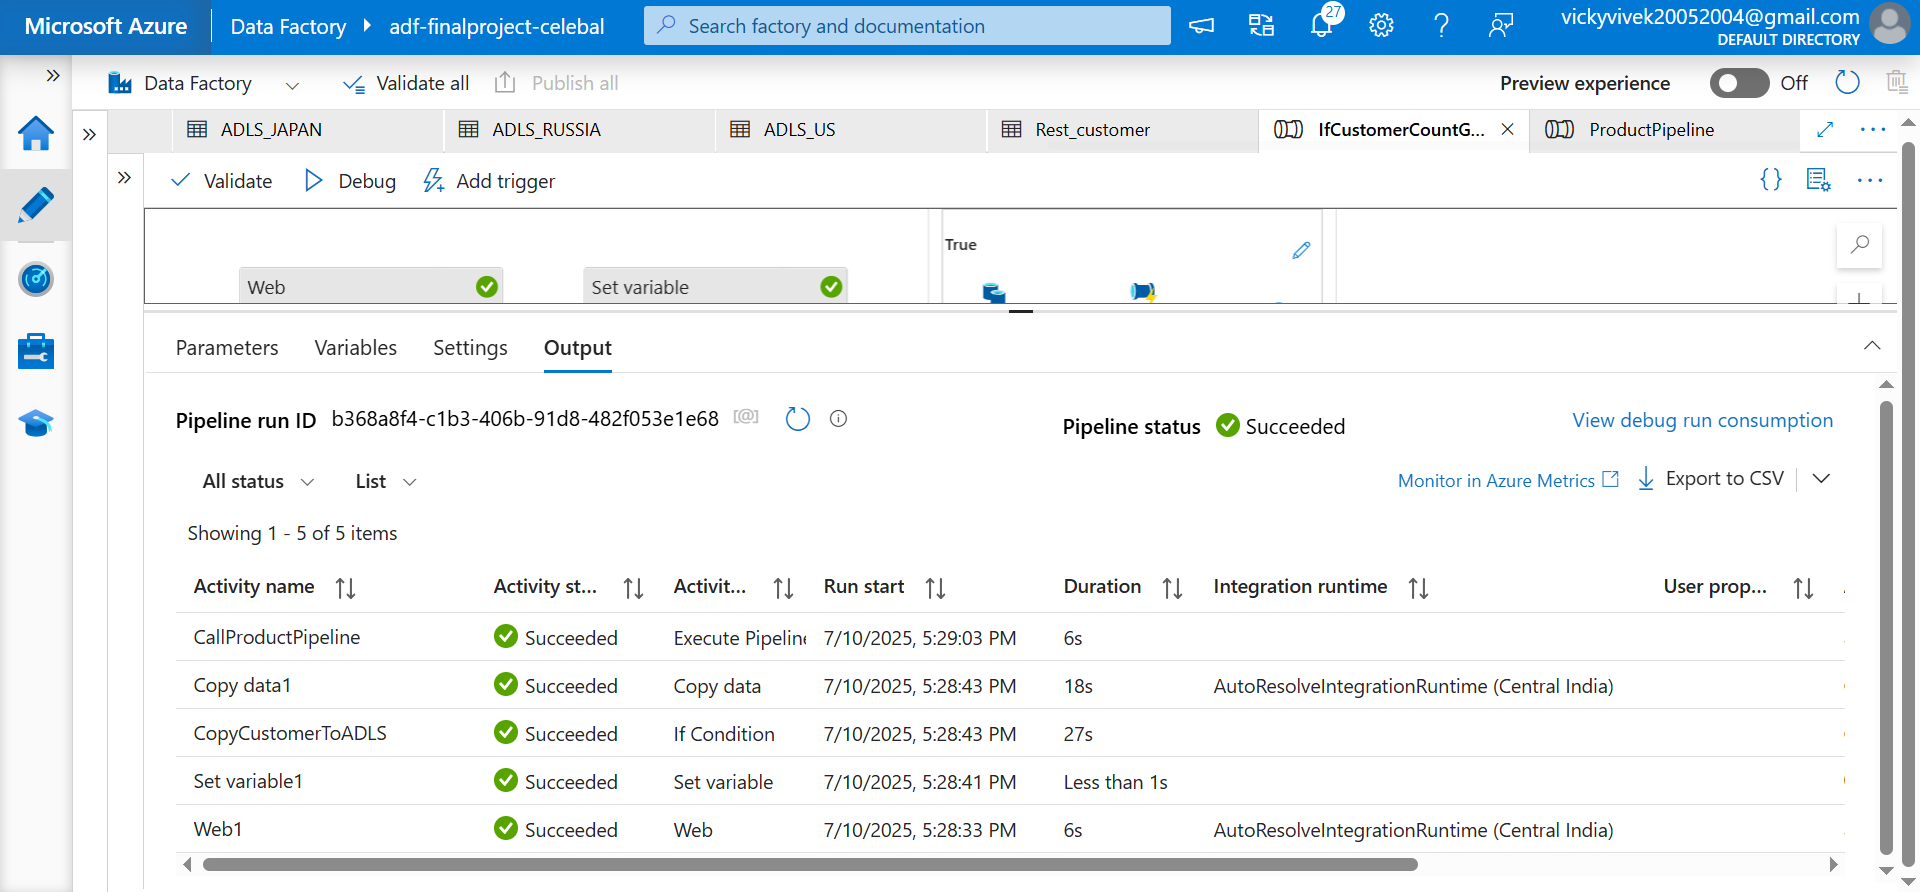 Microsoft Azure Data Factory adf-finalproject-celebal Search factory and documentation 27 vickyvivek20052004@gmail.com
DEFAULT DIRECTORY
Data Factory Validate all Publish all Preview experience Off
ADLS_JAPAN ADLS_RUSSIA ADLS_US Rest_customer IfCustomerCountG... ProductPipeline
Validate Debug Add trigger
True
Web Set variable
Parameters Variables Settings Output
Pipeline run ID b368a8f4-c1b3-406b-91d8-482f053e1e68 [@] Pipeline status Succeeded View debug run consumption
All status List Monitor in Azure Metrics Export to CSV
Showing 1 - 5 of 5 items
Activity name Activity st... Activit... Run start Duration Integration runtime User prop...
CallProductPipeline Succeeded Execute Pipeline 7/10/2025, 5:29:03 PM 6s
Copy data1 Succeeded Copy data 7/10/2025, 5:28:43 PM 18s AutoResolveIntegrationRuntime (Central India)
CopyCustomerToADLS Succeeded If Condition 7/10/2025, 5:28:43 PM 27s
Set variable1 Succeeded Set variable 7/10/2025, 5:28:41 PM Less than 1s
Web1 Succeeded Web 7/10/2025, 5:28:33 PM 6s AutoResolveIntegrationRuntime (Central India)